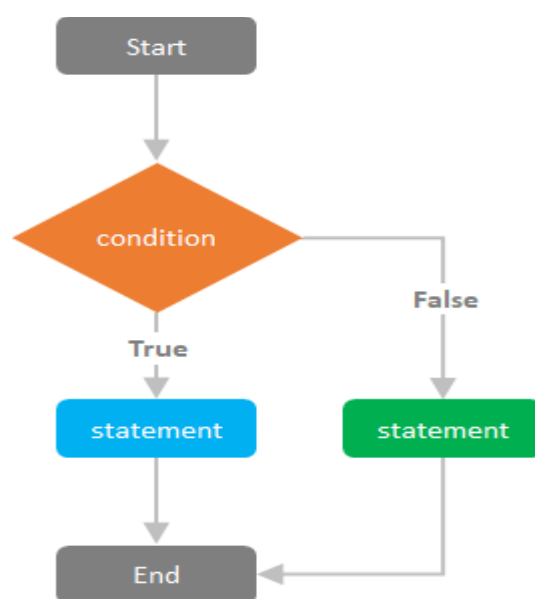 Start
condition
False
True
statement
statement
End